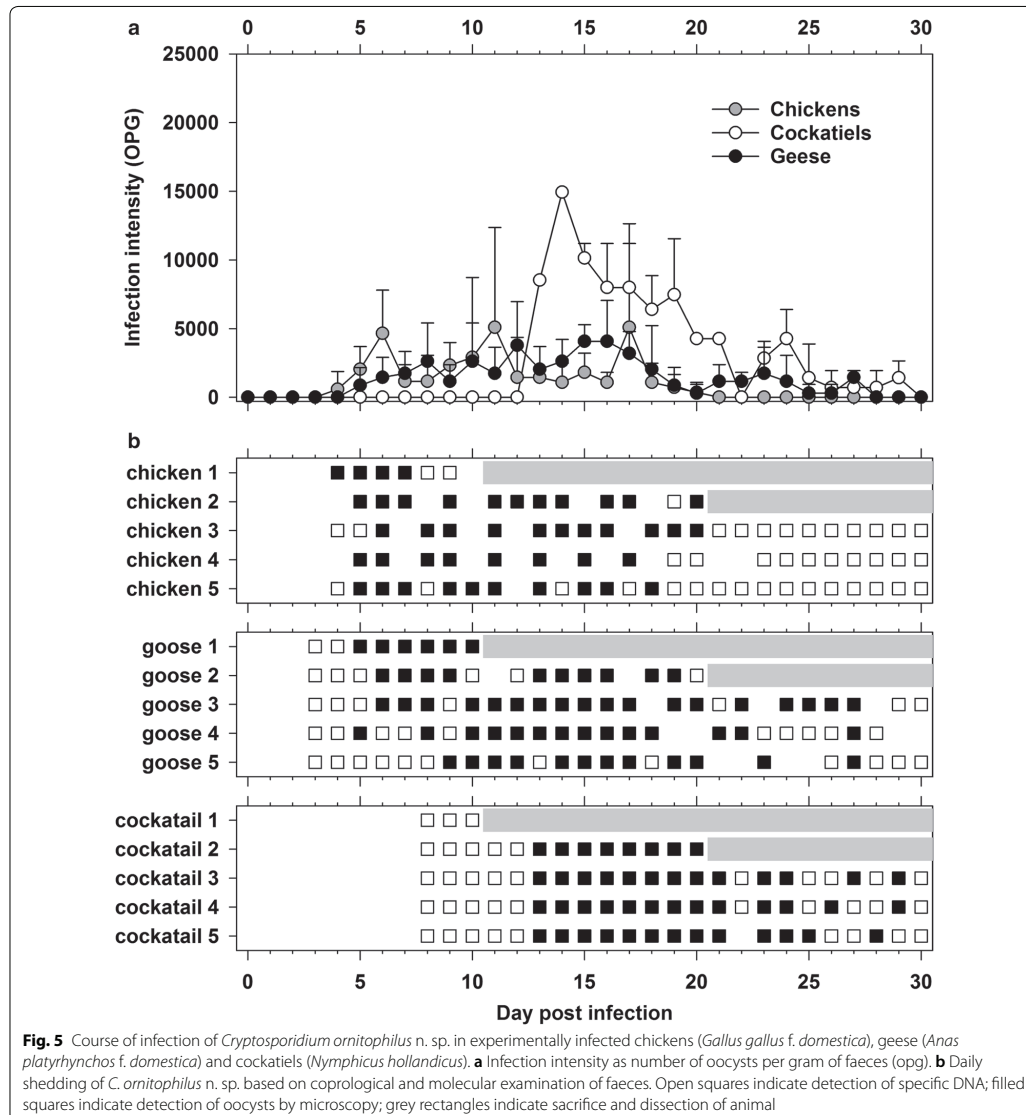 0 5 10 15 20 25 30
a
25000
20000
15000
10000
5000
0
Infection intensity (OPG)
Chickens
Cockatiels
Geese
b
chicken 1
chicken 2
chicken 3
chicken 4
chicken 5
goose 1
goose 2
goose 3
goose 4
goose 5
cockatail 1
cockatail 2
cockatail 3
cockatail 4
cockatail 5
0 5 10 15 20 25 30
Day post infection
Fig. 5 Course of infection of Cryptosporidium ornitophilus n. sp. in experimentally infected chickens (Gallus gallus f. domestica), geese (Anas
platyrhynchos f. domestica) and cockatiels (Nymphicus hollandicus). a Infection intensity as number of oocysts per gram of faeces (opg). b Daily
shedding of C. ornitophilus n. sp. based on coprological and molecular examination of faeces. Open squares indicate detection of specific DNA; filled
squares indicate detection of oocysts by microscopy; grey rectangles indicate sacrifice and dissection of animal